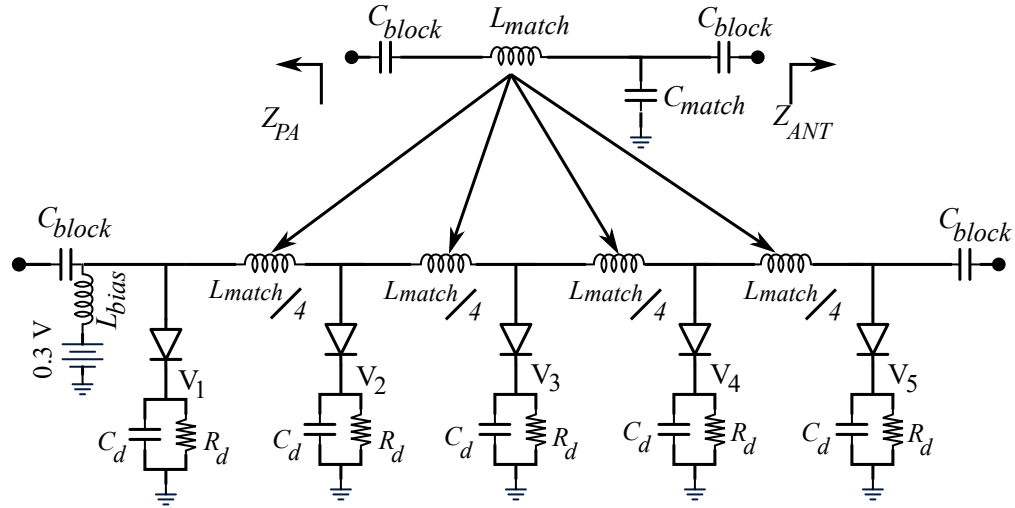 C_block
L_match
C_block
Z_PA
C_match
Z_ANT
C_block
C_block
L_bias
L_match/4
L_match/4
L_match/4
L_match/4
0.3 V
V_1
V_2
V_3
V_4
V_5
C_d
R_d
C_d
R_d
C_d
R_d
C_d
R_d
C_d
R_d